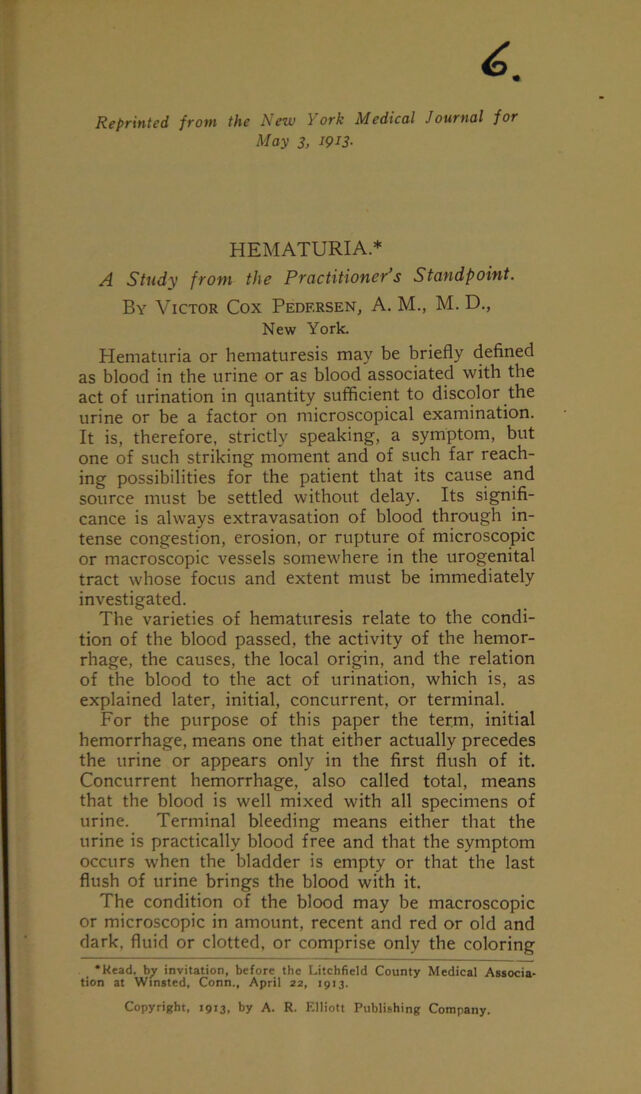 6.
Reprinted from the New York Medical Journal for
May 3, 1913.
HEMATURIA.*
A Study from the Practitioner's Standpoint.
By Victor Cox Pedersen, A. M., M. D.,
New York.
Hematuria or hematuresis may be briefly defined
as blood in the urine or as blood associated with the
act of urination in quantity sufficient to discolor the
urine or be a factor on microscopical examination.
It is, therefore, strictly speaking, a symptom, but
one of such striking moment and of such far reach-
ing possibilities for the patient that its cause and
source must be settled without delay. Its signifi-
cance is always extravasation of blood through in-
tense congestion, erosion, or rupture of microscopic
or macroscopic vessels somewhere in the urogenital
tract whose focus and extent must be immediately
investigated.
The varieties of hematuresis relate to the condi-
tion of the blood passed, the activity of the hemor-
rhage, the causes, the local origin, and the relation
of the blood to the act of urination, which is, as
explained later, initial, concurrent, or terminal.
For the purpose of this paper the term, initial
hemorrhage, means one that either actually precedes
the urine or appears only in the first flush of it.
Concurrent hemorrhage, also called total, means
that the blood is well mixed with all specimens of
urine. Terminal bleeding means either that the
urine is practically blood free and that the symptom
occurs when the bladder is empty or that the last
flush of urine brings the blood with it.
The condition of the blood may be macroscopic
or microscopic in amount, recent and red or old and
dark, fluid or clotted, or comprise only the coloring
*Read, by invitation, before the Litchfield County Medical Associa-
tion at Winsted, Conn., April 22, 1913.
Copyright, 1913, by A. R. Elliott Publishing Company.